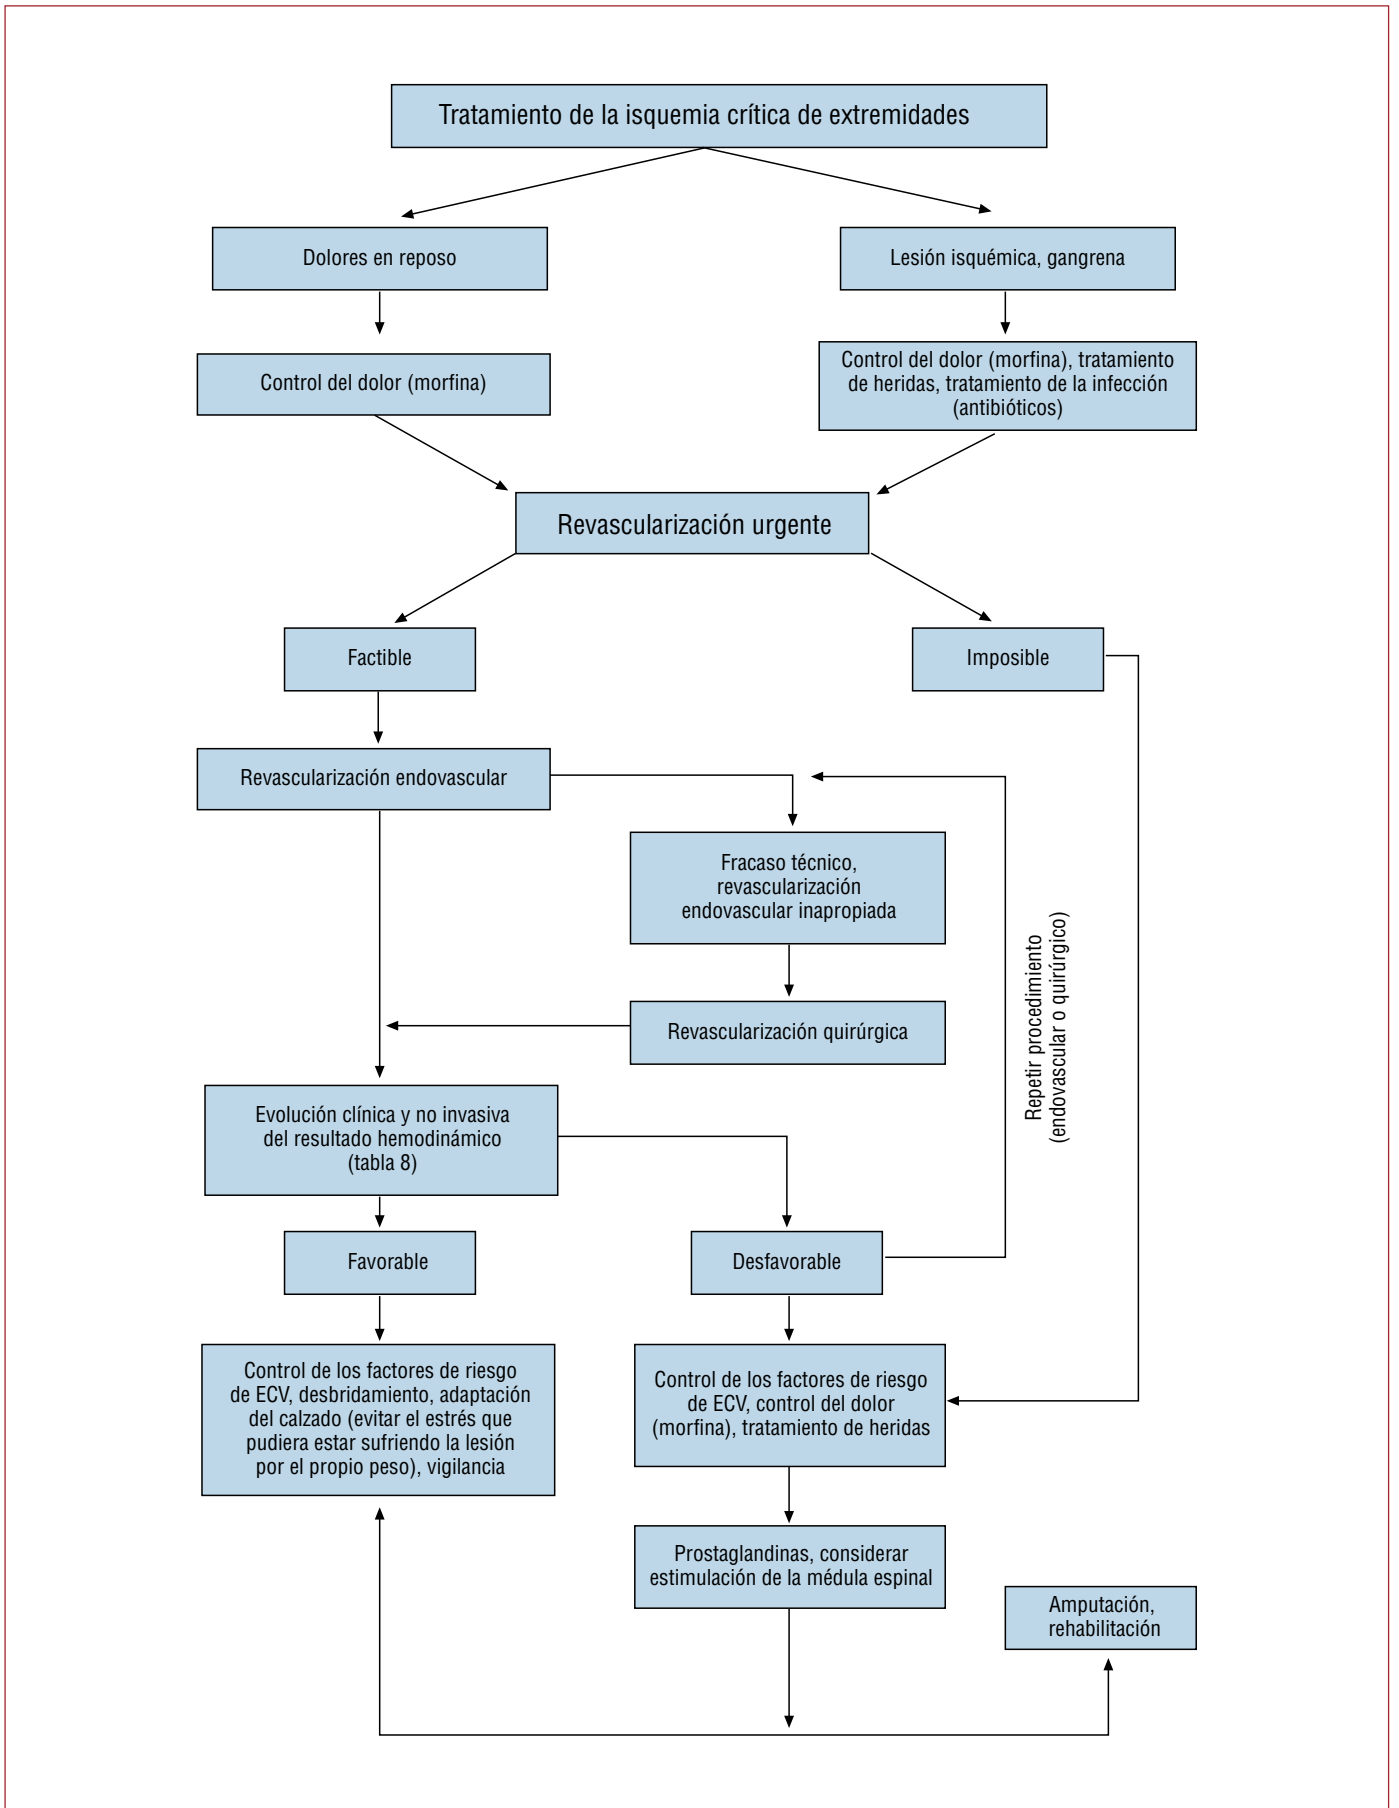 Tratamiento de la isquemia crítica de extremidades
Dolores en reposo
Lesión isquémica, gangrena
Control del dolor (morfina)
Control del dolor (morfina), tratamiento
de heridas, tratamiento de la infección
(antibióticos)
Revascularización urgente
Factible
Imposible
Revascularización endovascular
Fracaso técnico,
revascularización
endovascular inapropiada
Revascularización quirúrgica
Repetir procedimiento
(endovascular o quirúrgico)
Evolución clínica y no invasiva
del resultado hemodinámico
(tabla 8)
Favorable
Desfavorable
Control de los factores de riesgo
de ECV, desbridamiento, adaptación
del calzado (evitar el estrés que
pudiera estar sufriendo la lesión
por el propio peso), vigilancia
Control de los factores de riesgo
de ECV, control del dolor
(morfina), tratamiento de heridas
Prostaglandinas, considerar
estimulación de la médula espinal
Amputación,
rehabilitación